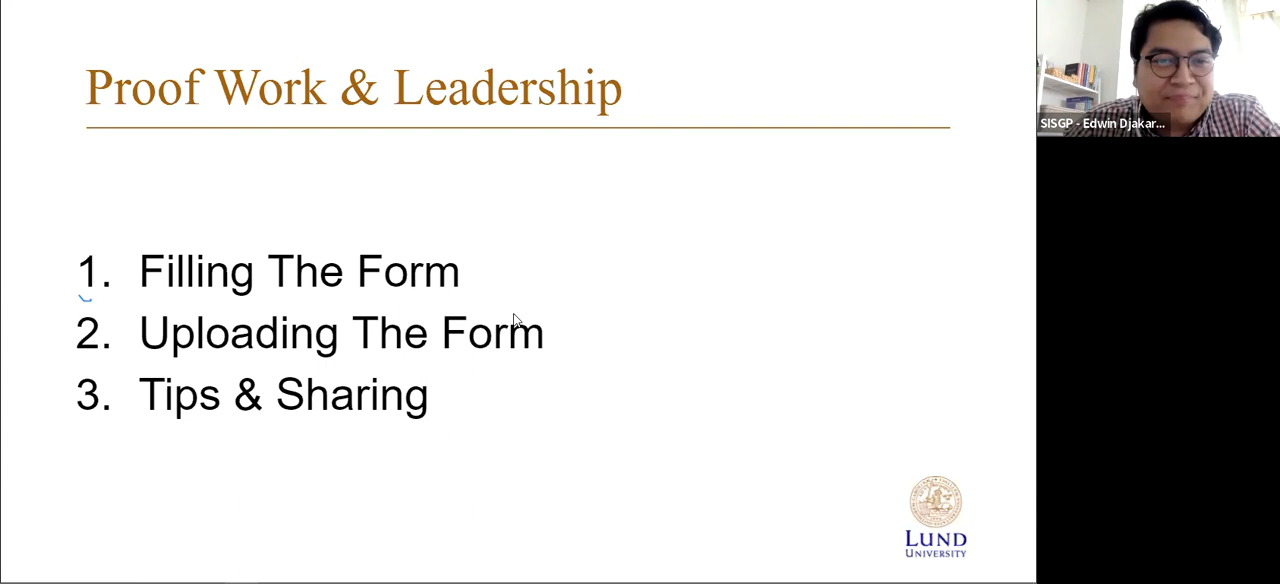 Proof Work & Leadership
1. Filling The Form
2. Uploading The Form
3. Tips & Sharing
LUND
UNIVERSITY
SISGP - Edwin Djakar...